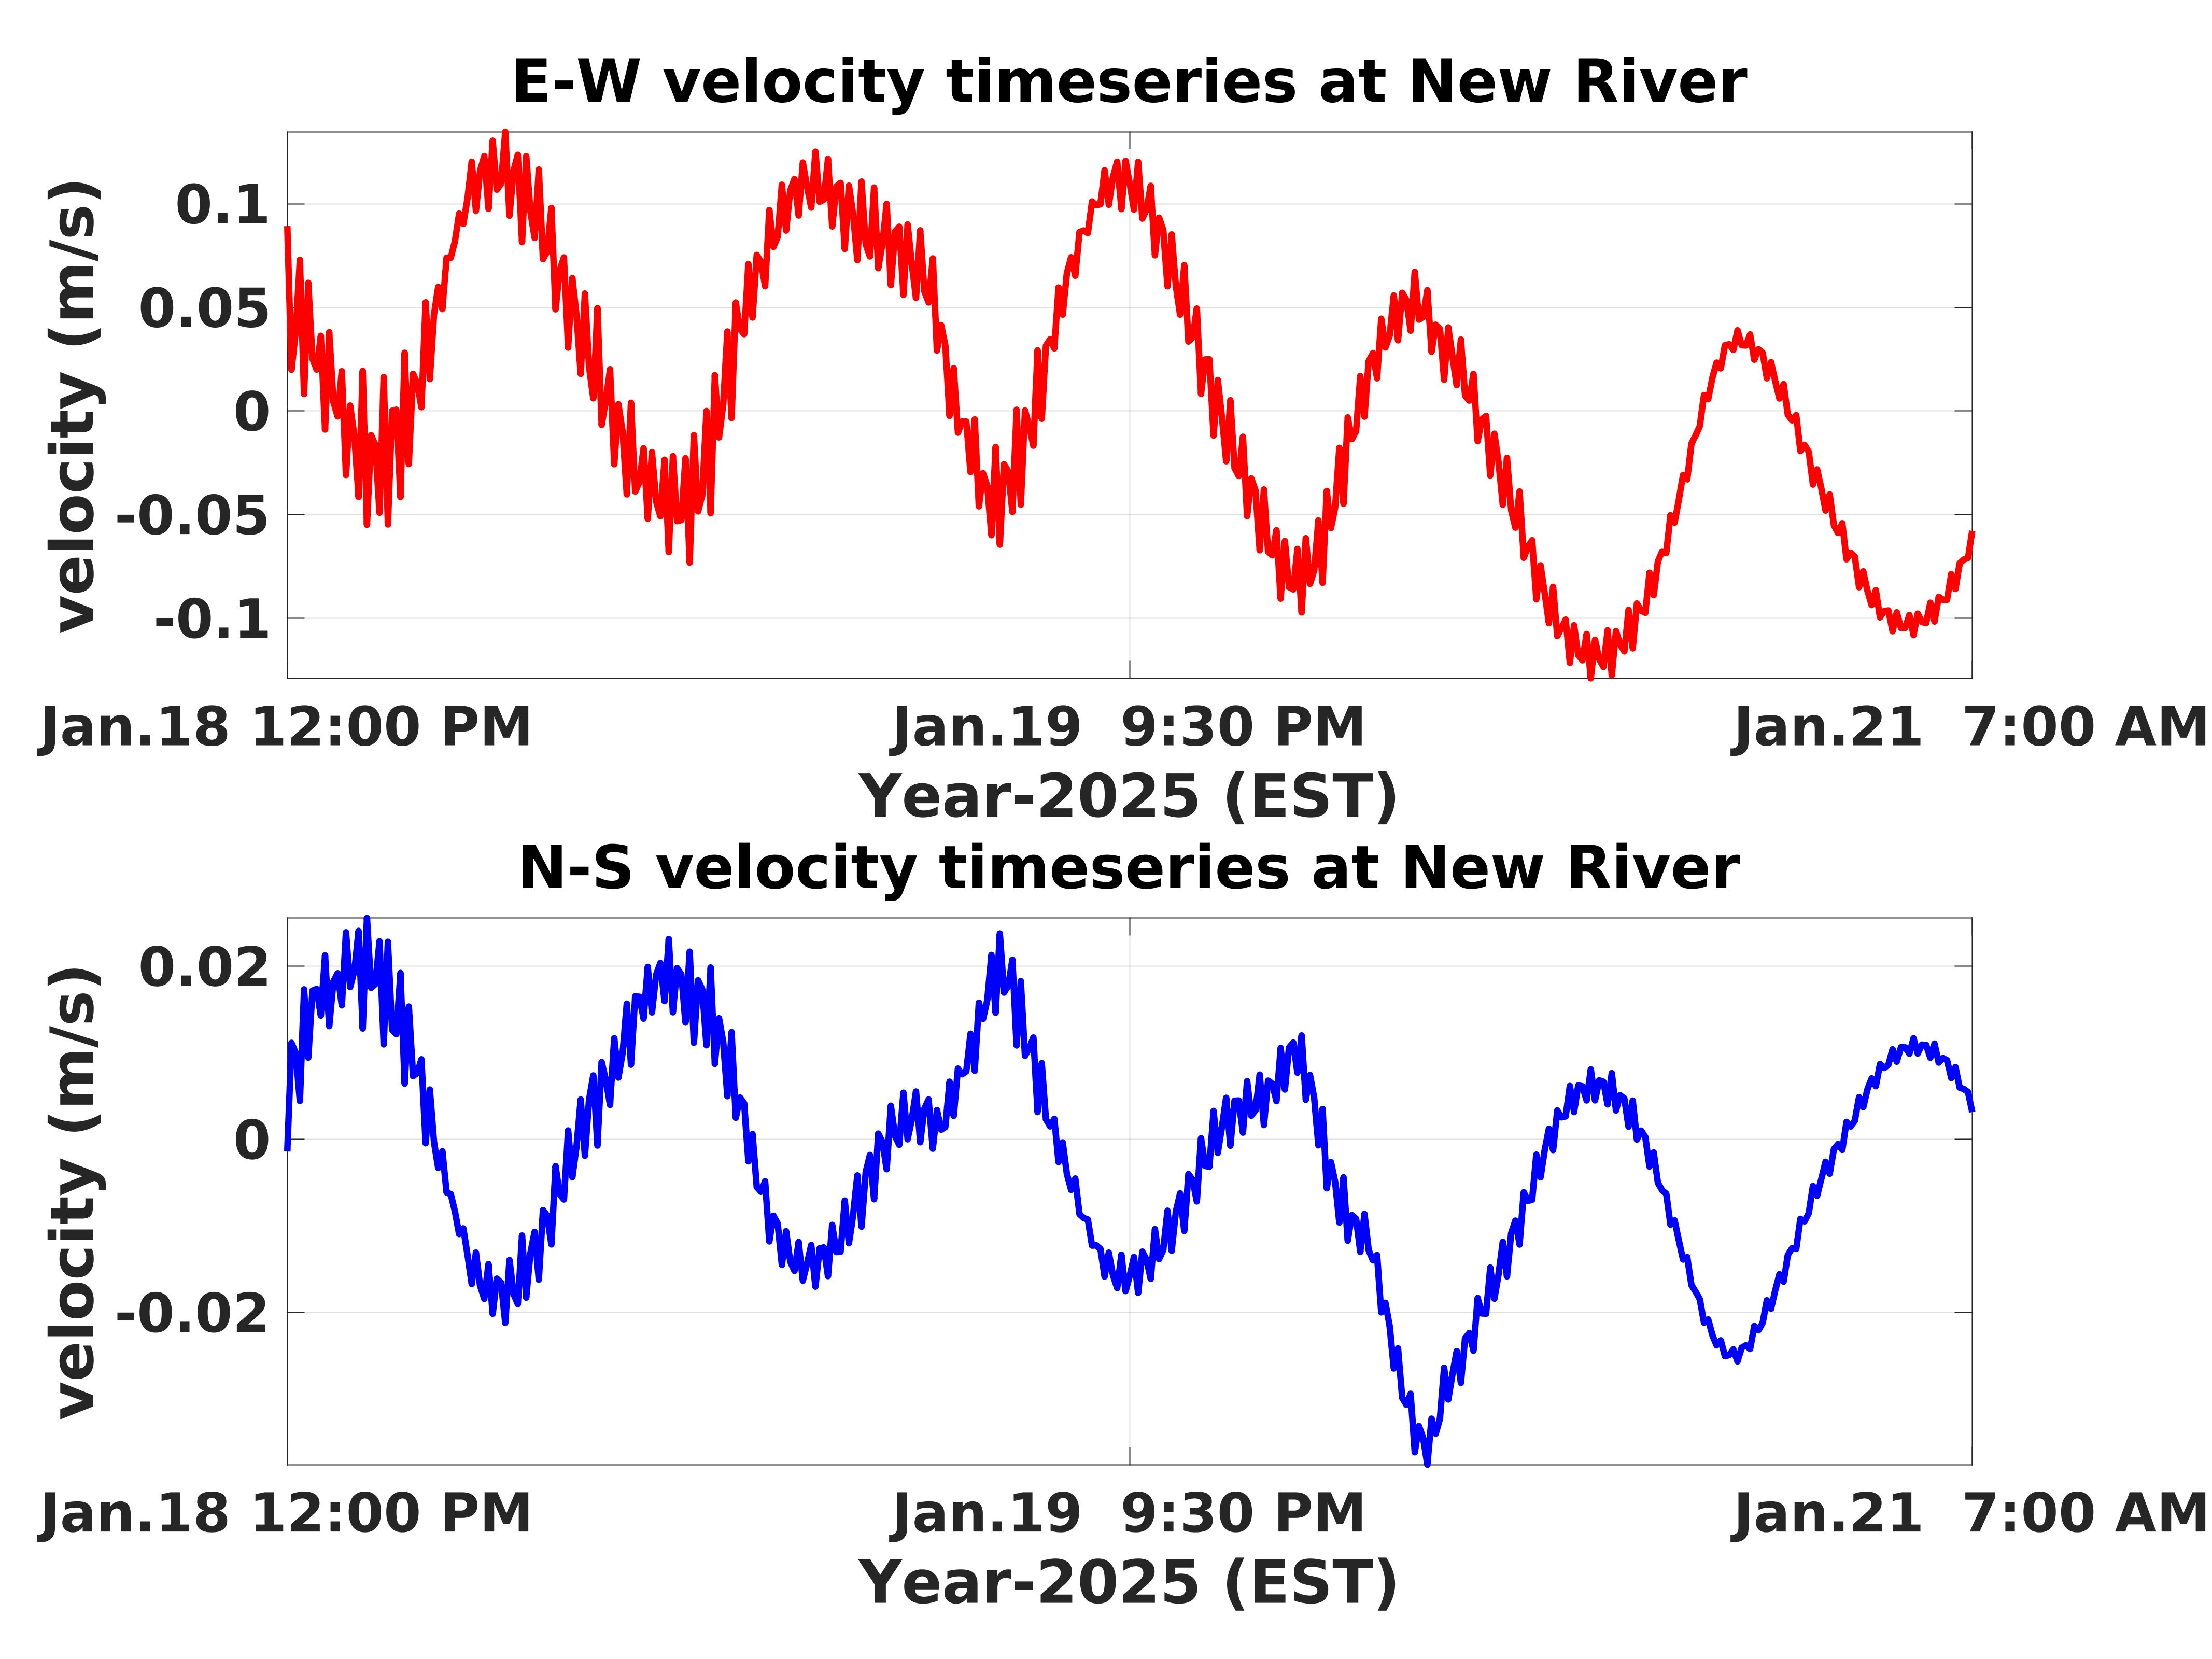 E-W velocity timeseries at New River
velocity (m/s)
0.1
0.05
0
-0.05
-0.1
Jan.18 12:00 PM Jan.19 9:30 PM Jan.21 7:00 AM
Year-2025 (EST)
N-S velocity timeseries at New River
velocity (m/s)
0.02
0
-0.02
Jan.18 12:00 PM Jan.19 9:30 PM Jan.21 7:00 AM
Year-2025 (EST)